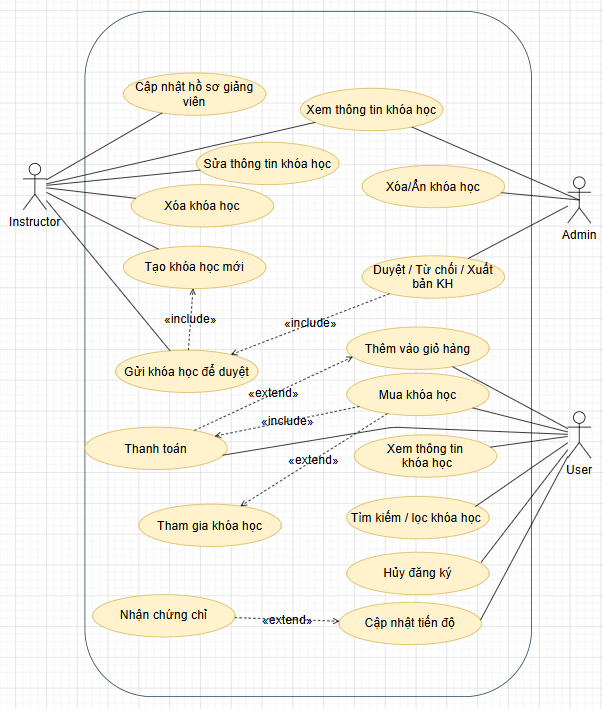 Cập nhật hồ sơ giảng
viên
Xem thông tin khóa học
Sửa thông tin khóa học
Xóa/Ẩn khóa học
Xóa khóa học
Instructor
Admin
Tạo khóa học mới
Duyệt / Từ chối / Xuất
bản KH
«include»
«include»
Thêm vào giỏ hàng
Gửi khóa học để duyệt
«extend»
Mua khóa học
«include»
Thanh toán
Xem thông tin
khóa học
«extend»
User
Tham gia khóa học
Tìm kiếm / lọc khóa học
Hủy đăng ký
Nhận chứng chỉ
«extend»
Cập nhật tiến độ